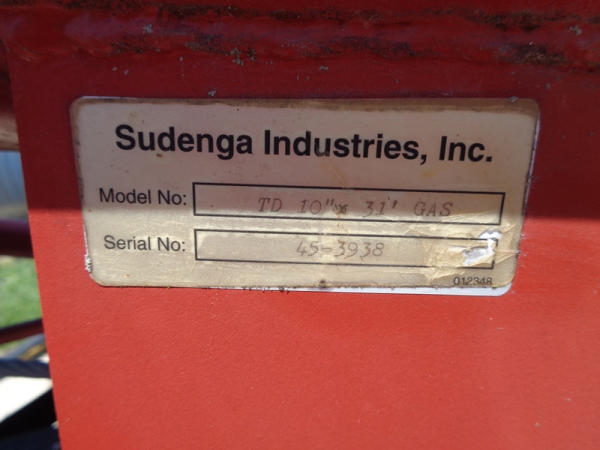 Sudenga Industries, Inc.
Model No: TD 10" x 31' GAS
Serial No: 45-3938
012348